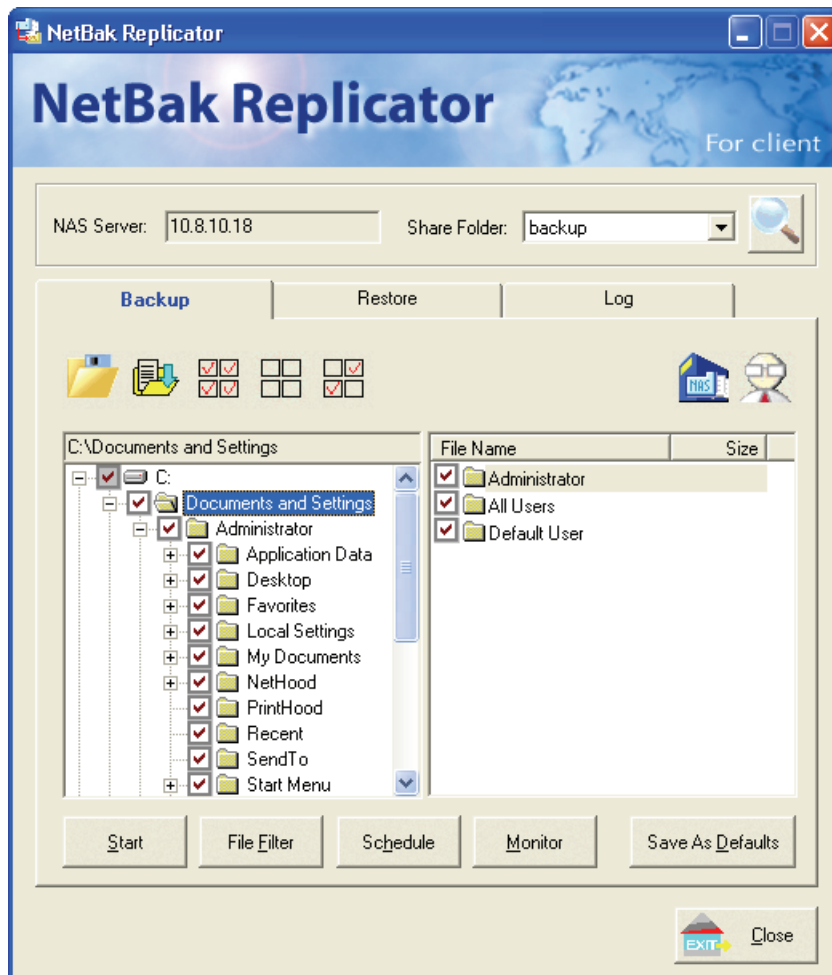 NetBak Replicator
NetBak Replicator
For client
NAS Server: 10.8.10.18 Share Folder: backup
Backup Restore Log
NAS
C:\Documents and Settings
C:
Documents and Settings
Administrator
Application Data
Desktop
Favorites
Local Settings
My Documents
NetHood
PrintHood
Recent
SendTo
Start Menu
File Name Size
Administrator
All Users
Default User
Start File Filter Schedule Monitor Save As Defaults
EXIT Close